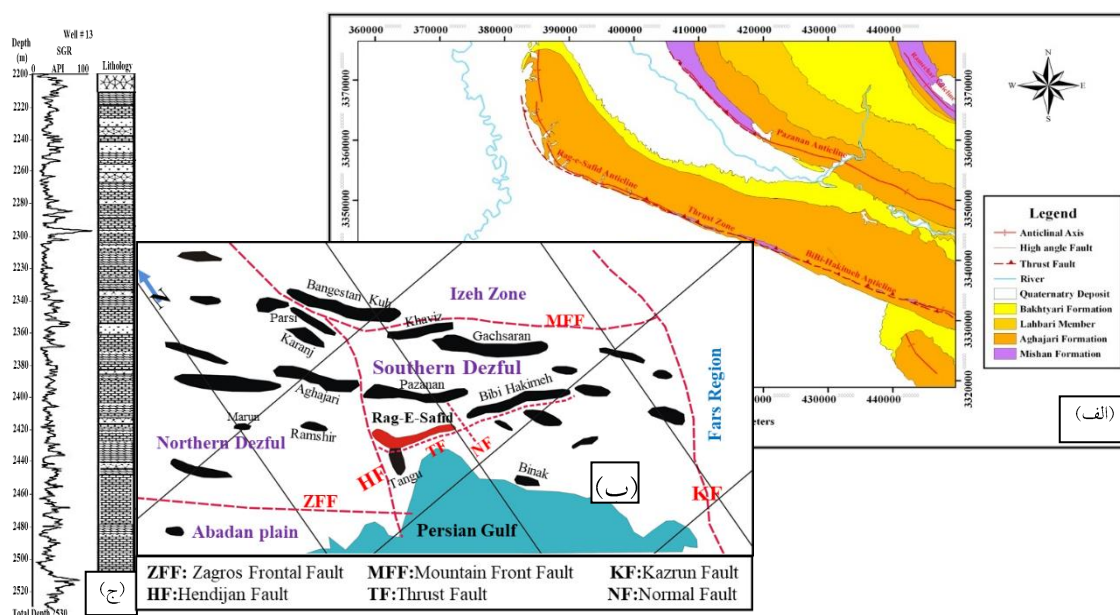 Well # 13
Depth
(m)
SGR
API
0
100
Lithology
2200
2220
2240
2260
2280
2300
2230
2340
2360
2380
2400
2420
2440
2460
2480
2500
2520
Total Depth 2530
(ج)
360000 370000 380000 390000 400000 410000 420000 430000 440000
3370000
3360000
3350000
3370000
3360000
3350000
3340000
3330000
3320000
420000 430000 440000
N
W E
S
Pazanan Anticline
Rag-E-Safid Anticline
Thrust Zone
BiBi-Hakimeh Anticline
Legend
Anticlinal Axis
High angle Fault
Thrust Fault
River
Quaternatry Deposit
Bakhtyari Formation
Lahbari Member
Aghajari Formation
Mishan Formation
(الف)
Bangestan
Kuh
Izeh Zone
Parsi
Karanj
Khaviz
MFF
Gachsaran
Southern Dezful
Aghajari
Pazanan
Bibi Hakimeh
Fars Region
Marun
Ramshir
Rag-E-Safid
Northern Dezful
TF
NF
HF
Tangu
Binak
(ب)
ZFF
KF
Abadan plain
Persian Gulf
ZFF: Zagros Frontal Fault MFF:Mountain Front Fault KF:Kazrun Fault
HF:Hendijan Fault TF:Thrust Fault NF:Normal Fault